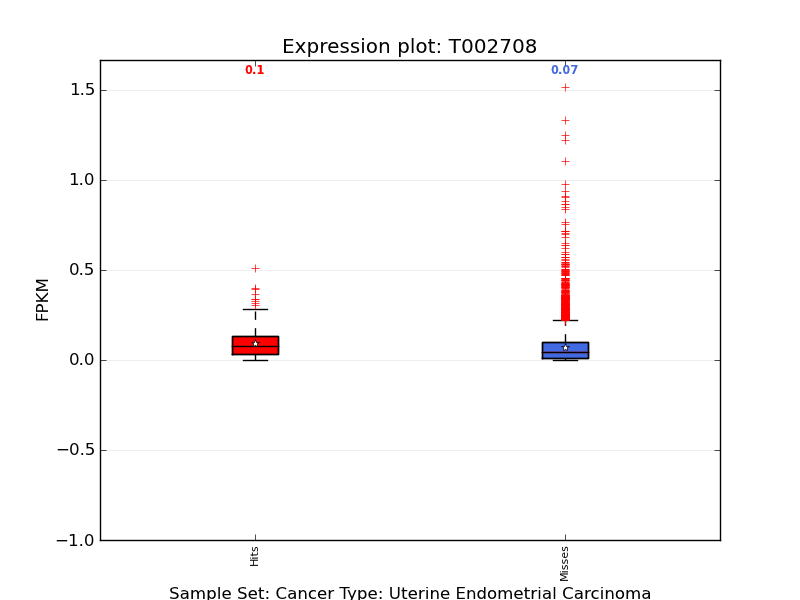 Expression plot: T002708
0.1
0.07
1.5
1.0
0.5
0.0
−0.5
−1.0
FPKM
Hits
Misses
Sample Set: Cancer Type: Uterine Endometrial Carcinoma